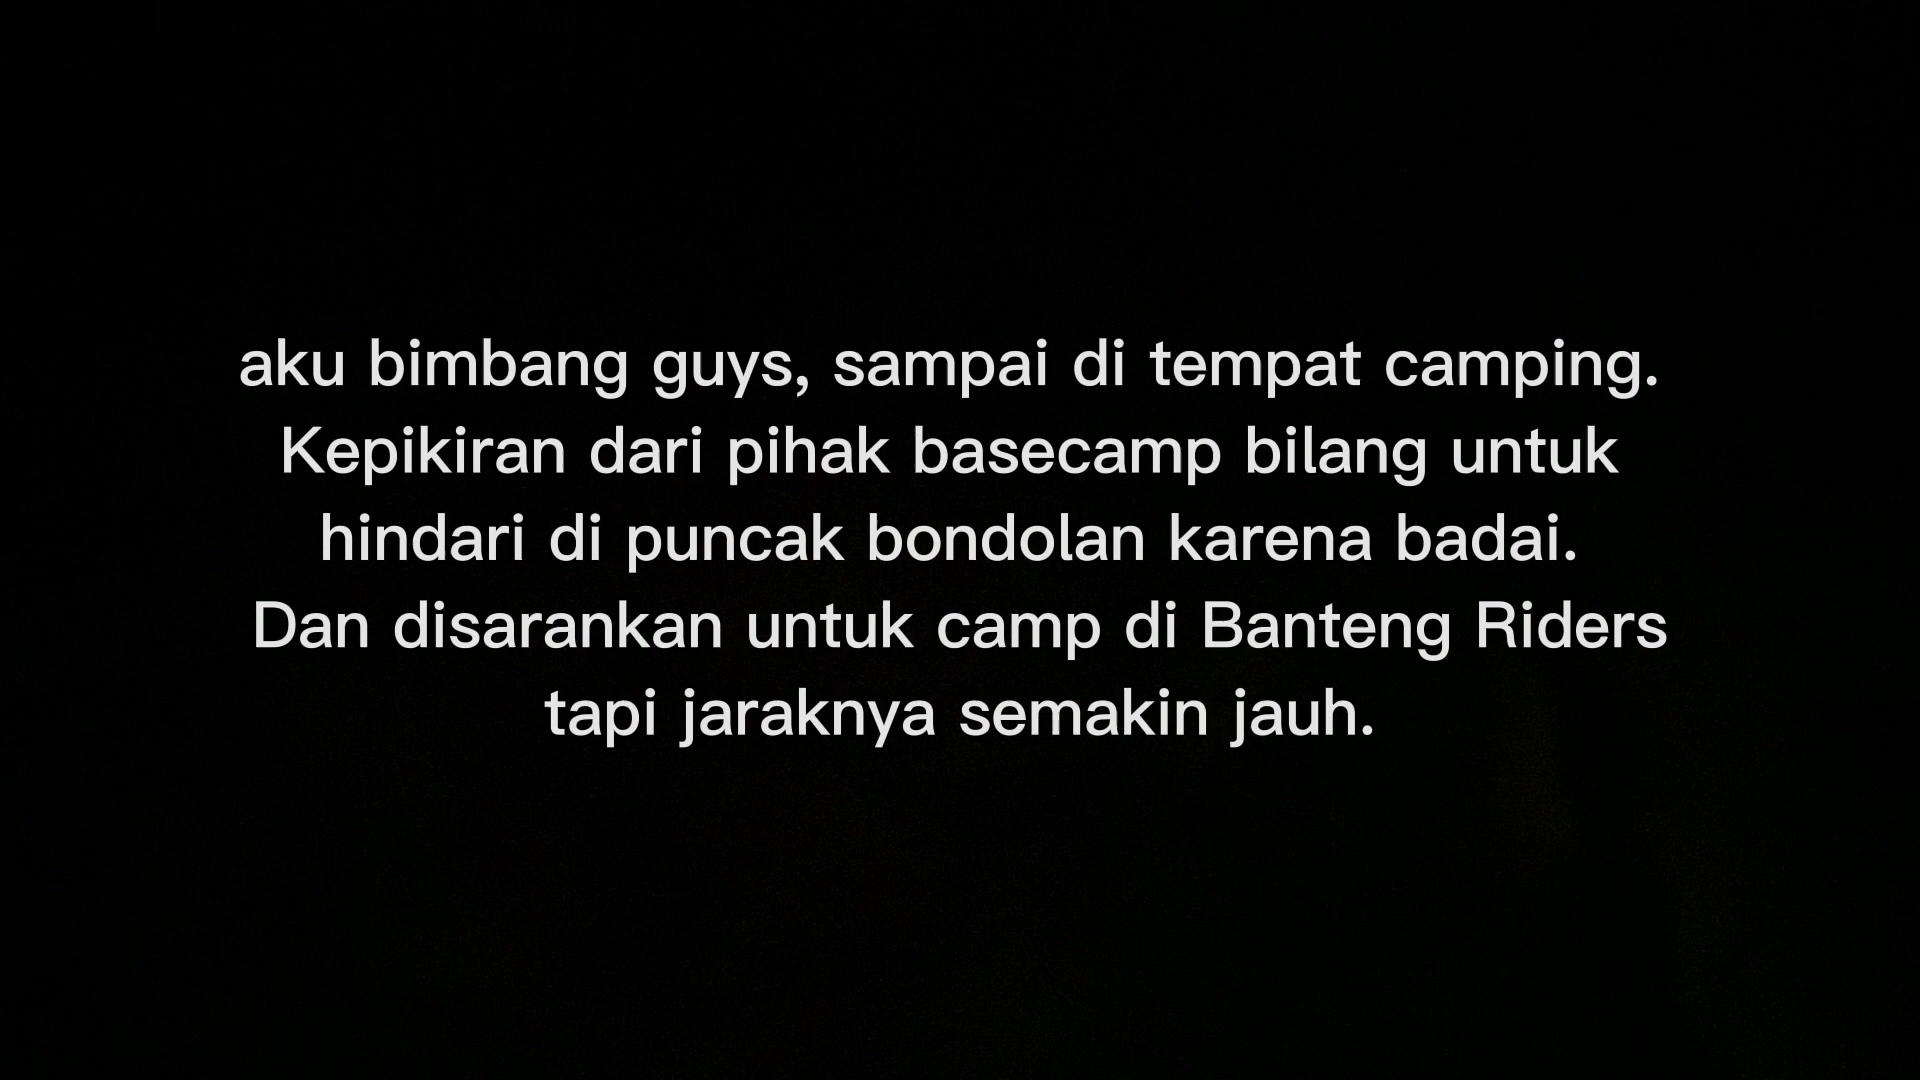 aku bimbang guys, sampai di tempat camping.
Kepikiran dari pihak basecamp bilang untuk
hindari di puncak bondolan karena badai.
Dan disarankan untuk camp di Banteng Riders
tapi jaraknya semakin jauh.